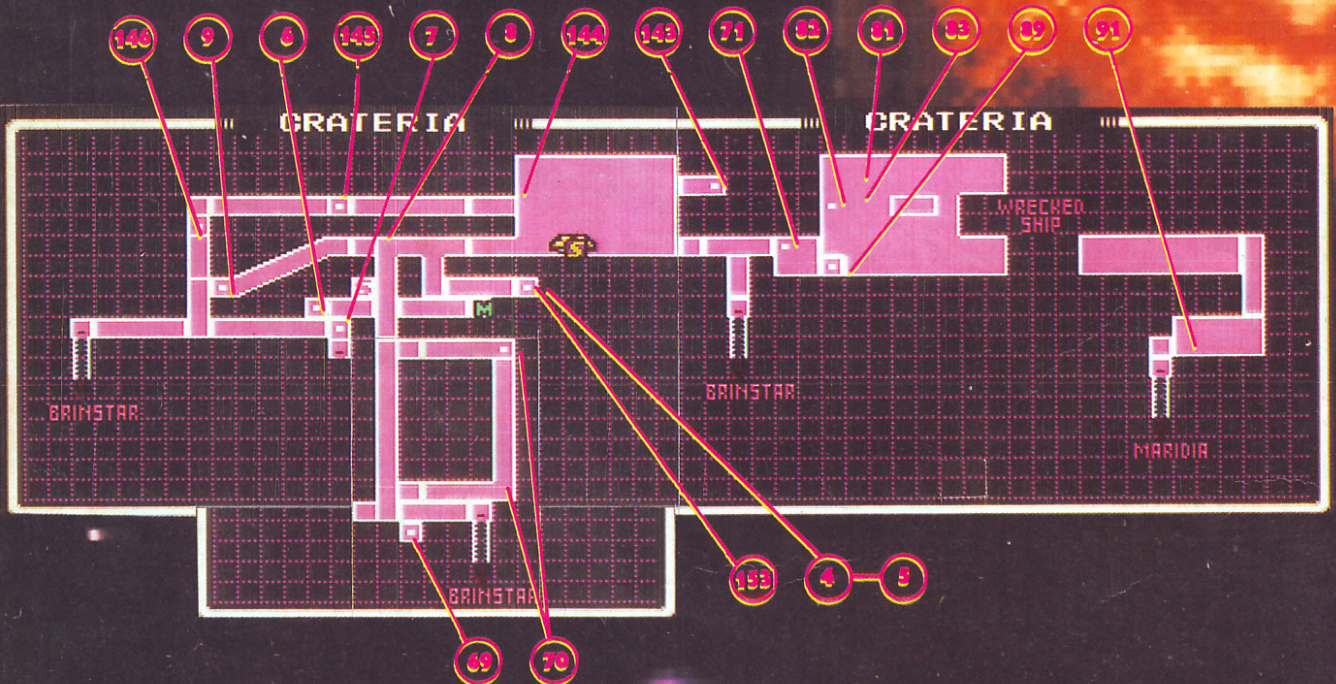 146 9 6 145 7 8 144 143 71 82 81 83 89 91
CRATERIA CRATERIA
WRECKED
SHIP
S
M
BRINSTAR
BRINSTAR
MARIDIA
153 4 5
BRINSTAR
69 70